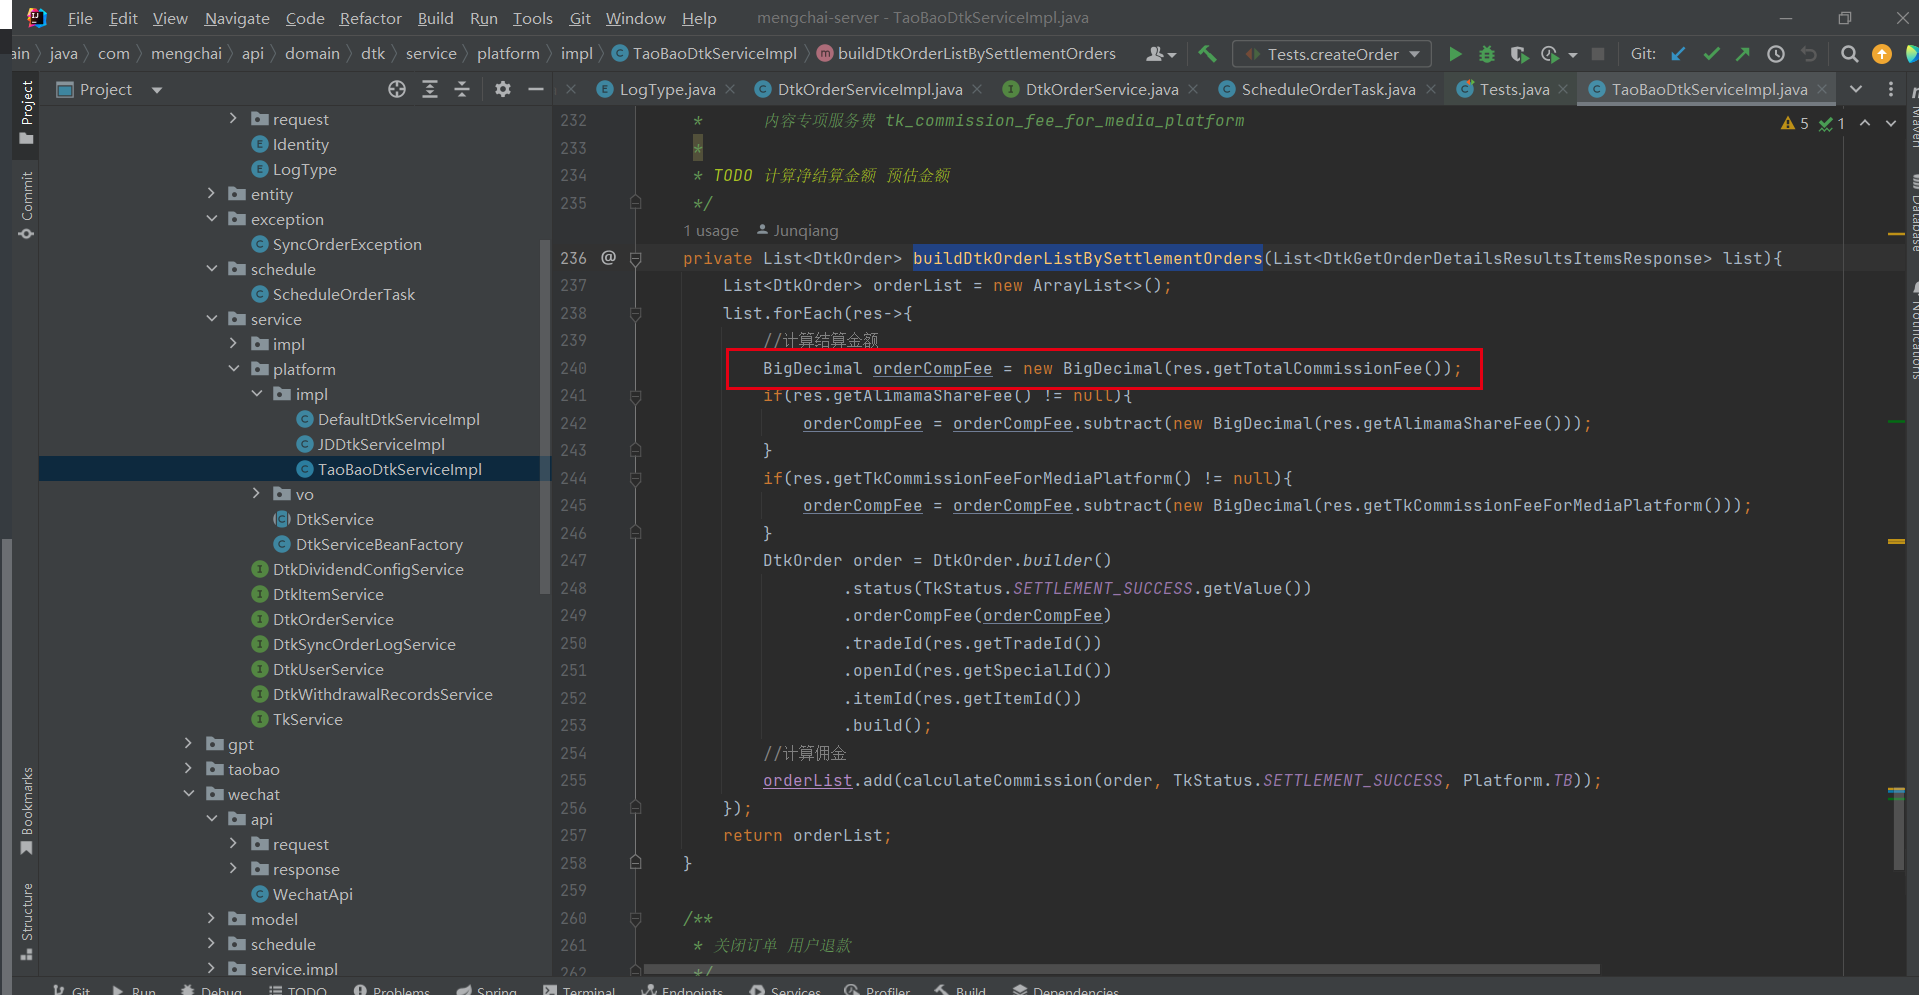 File Edit View Navigate Code Refactor Build Run Tools Git Window Help mengchai-server - TaoBaoDtkServiceImpl.java
ain java com mengchai api domain dtk service platform impl TaoBaoDtkServiceImpl buildDtkOrderListBySettlementOrders Tests.createOrder Git:
Project LogType.java DtkOrderServiceImpl.java DtkOrderService.java ScheduleOrderTask.java Tests.java TaoBaoDtkServiceImpl.java
5 1
Project
Commit
Bookmarks
Structure
request
Identity
LogType
entity
exception
SyncOrderException
schedule
ScheduleOrderTask
service
impl
platform
impl
DefaultDtkServiceImpl
JDDtkServiceImpl
TaoBaoDtkServiceImpl
vo
DtkService
DtkServiceBeanFactory
DtkDividendConfigService
DtkItemService
DtkOrderService
DtkSyncOrderLogService
DtkUserService
DtkWithdrawalRecordsService
TkService
gpt
taobao
wechat
api
request
response
WechatApi
model
schedule
service.impl
232 * 内容专项服务费 tk_commission_fee_for_media_platform
233 *
234 * TODO 计算净结算金额 预估金额
235 */
1 usage Junqiang
236 @ private List<DtkOrder> buildDtkOrderListBySettlementOrders(List<DtkGetOrderDetailsResultsItemsResponse> list){
237 List<DtkOrder> orderList = new ArrayList<>();
238 list.forEach(res->{
239 //计算结算金额
240 BigDecimal orderCompFee = new BigDecimal(res.getTotalCommissionFee());
241 if(res.getAlimamaShareFee() != null){
242 orderCompFee = orderCompFee.subtract(new BigDecimal(res.getAlimamaShareFee()));
243 }
244 if(res.getTkCommissionFeeForMediaPlatform() != null){
245 orderCompFee = orderCompFee.subtract(new BigDecimal(res.getTkCommissionFeeForMediaPlatform()));
246 }
247 DtkOrder order = DtkOrder.builder()
248 .status(TkStatus.SETTLEMENT_SUCCESS.getValue())
249 .orderCompFee(orderCompFee)
250 .tradeId(res.getTradeId())
251 .openId(res.getSpecialId())
252 .itemId(res.getItemId())
253 .build();
254 //计算佣金
255 orderList.add(calculateCommission(order, TkStatus.SETTLEMENT_SUCCESS, Platform.TB));
256 });
257 return orderList;
258 }
259
260 /**
261 * 关闭订单 用户退款
262 */
Maven
Database
Notifications
Git Run Debug TODO Problems Spring Terminal Endpoints Services Profiler Build Dependencies